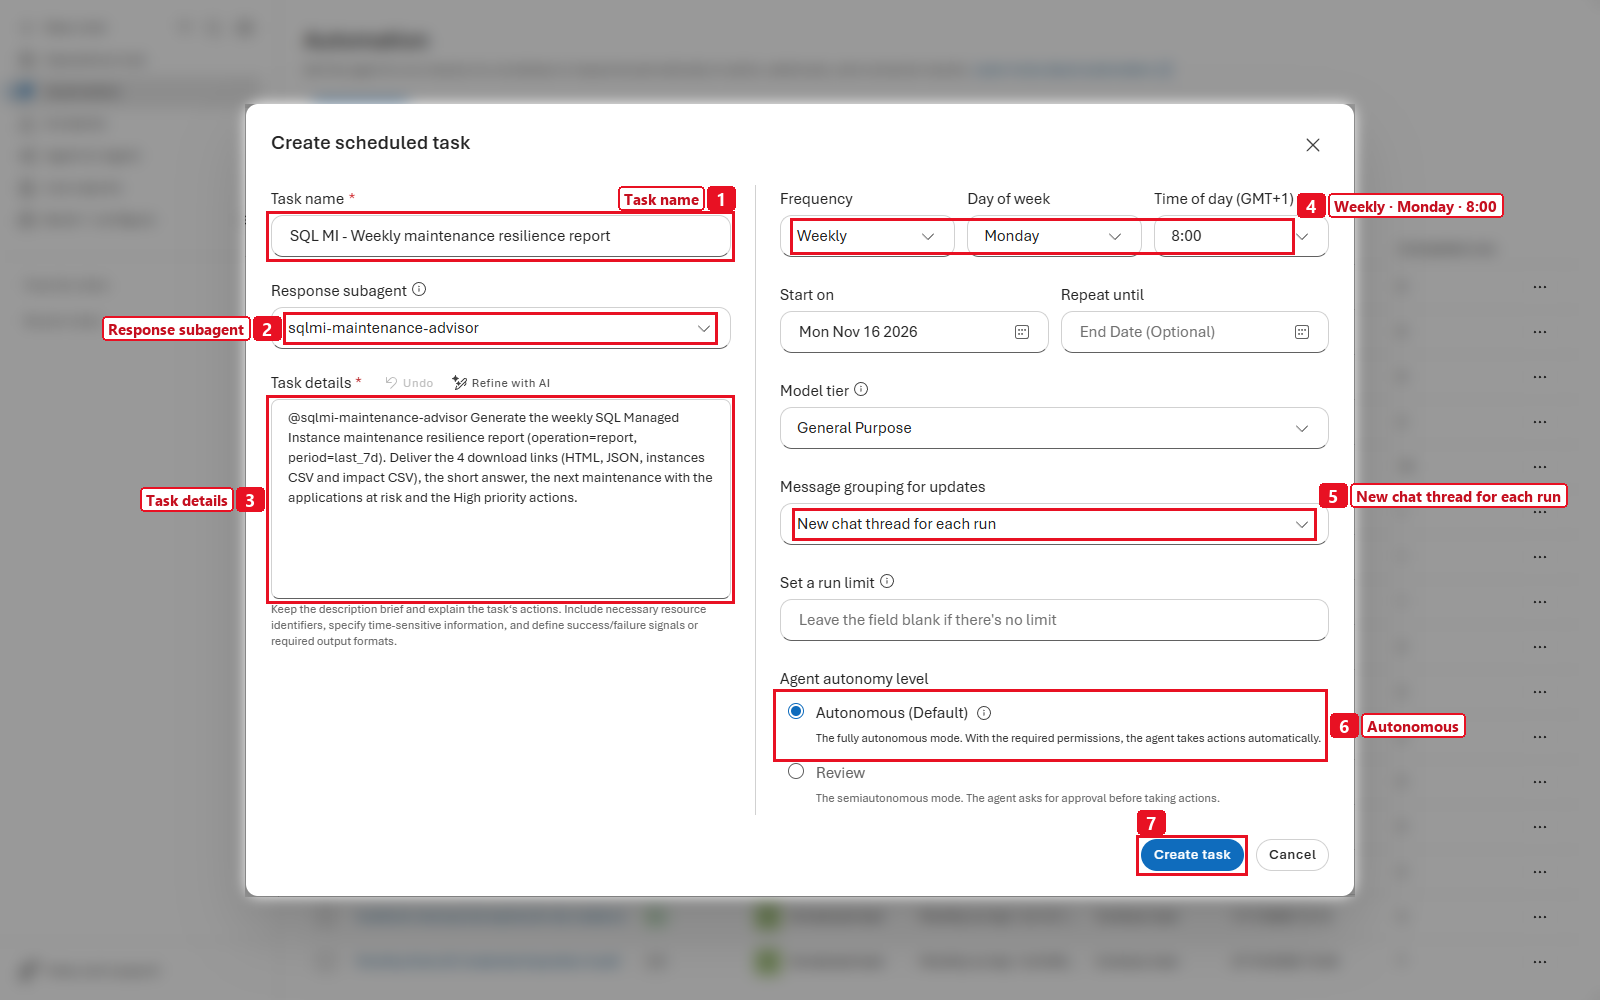 Create scheduled task
Task name *
Task name 1
SQL MI - Weekly maintenance resilience report
Response subagent
Response subagent 2
sqlmi-maintenance-advisor
Task details *
Undo
Refine with AI
Task details 3
@sqlmi-maintenance-advisor Generate the weekly SQL Managed
Instance maintenance resilience report (operation=report,
period=last_7d). Deliver the 4 download links (HTML, JSON, instances
CSV and impact CSV), the short answer, the next maintenance with the
applications at risk and the High priority actions.
Keep the description brief and explain the task's actions. Include necessary resource
identifiers, specify time-sensitive information, and define success/failure signals or
required output formats.
Frequency
Day of week
Time of day (GMT+1)
4 Weekly · Monday · 8:00
Weekly
Monday
8:00
Start on
Repeat until
Mon Nov 16 2026
End Date (Optional)
Model tier
General Purpose
Message grouping for updates
5 New chat thread for each run
New chat thread for each run
Set a run limit
Leave the field blank if there's no limit
Agent autonomy level
Autonomous (Default)
The fully autonomous mode. With the required permissions, the agent takes actions automatically.
6 Autonomous
Review
The semiautonomous mode. The agent asks for approval before taking actions.
7
Create task
Cancel